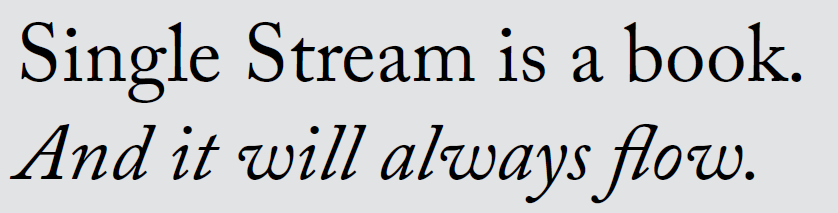 Single Stream is a book.
And it will always flow.